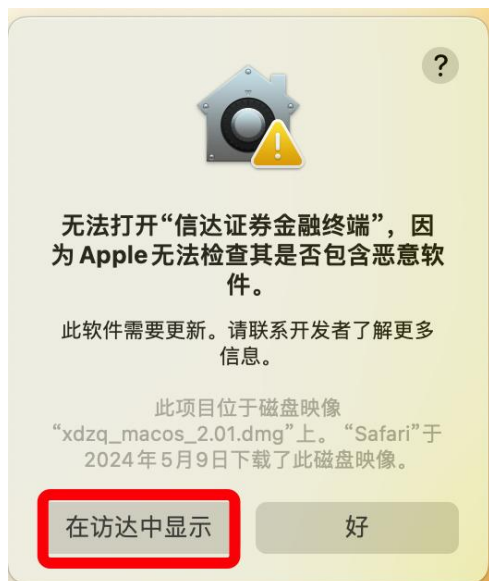 ?
无法打开“信达证券金融终端”，因
为 Apple 无法检查其是否包含恶意软
件。
此软件需要更新。请联系开发者了解更多
信息。
此项目位于磁盘映像
“xdzq_macos_2.01.dmg”上。 “Safari”于
2024 年 5月9日下载了此磁盘映像。
在访达中显示
好